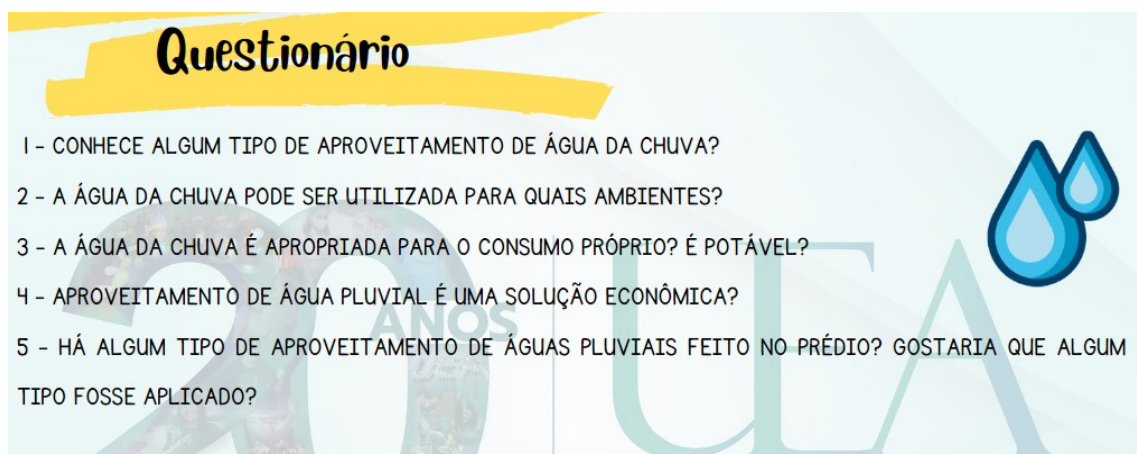 Questionário
1 - CONHECE ALGUM TIPO DE APROVEITAMENTO DE ÁGUA DA CHUVA?
2 - A ÁGUA DA CHUVA PODE SER UTILIZADA PARA QUAIS AMBIENTES?
3 - A ÁGUA DA CHUVA É APROPRIADA PARA O CONSUMO PRÓPRIO? É POTÁVEL?
4 - APROVEITAMENTO DE ÁGUA PLUVIAL É UMA SOLUÇÃO ECONÔMICA?
5 - HÁ ALGUM TIPO DE APROVEITAMENTO DE ÁGUAS PLUVIAIS FEITO NO PRÉDIO? GOSTARIA QUE ALGUM
TIPO FOSSE APLICADO?
20 ANOS UEA